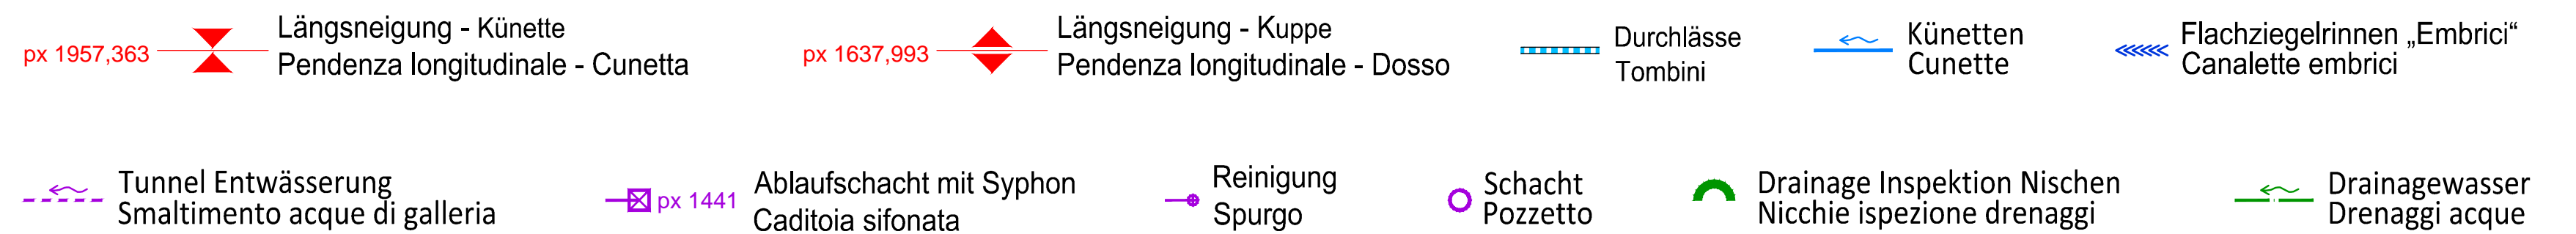 px 1957,363
Längsneigung - Künette
Pendenza longitudinale - Cunetta
px 1637,993
Längsneigung - Kuppe
Pendenza longitudinale - Dosso
Durchlässe
Tombini
Künetten
Cunette
Flachziegelrinnen „Embrici“
Canalette embrici
Tunnel Entwässerung
Smaltimento acque di galleria
px 1441
Ablaufschacht mit Syphon
Caditoia sifonata
Reinigung
Spurgo
Schacht
Pozzetto
Drainage Inspektion Nischen
Nicchie ispezione drenaggi
Drainagewasser
Drenaggi acque